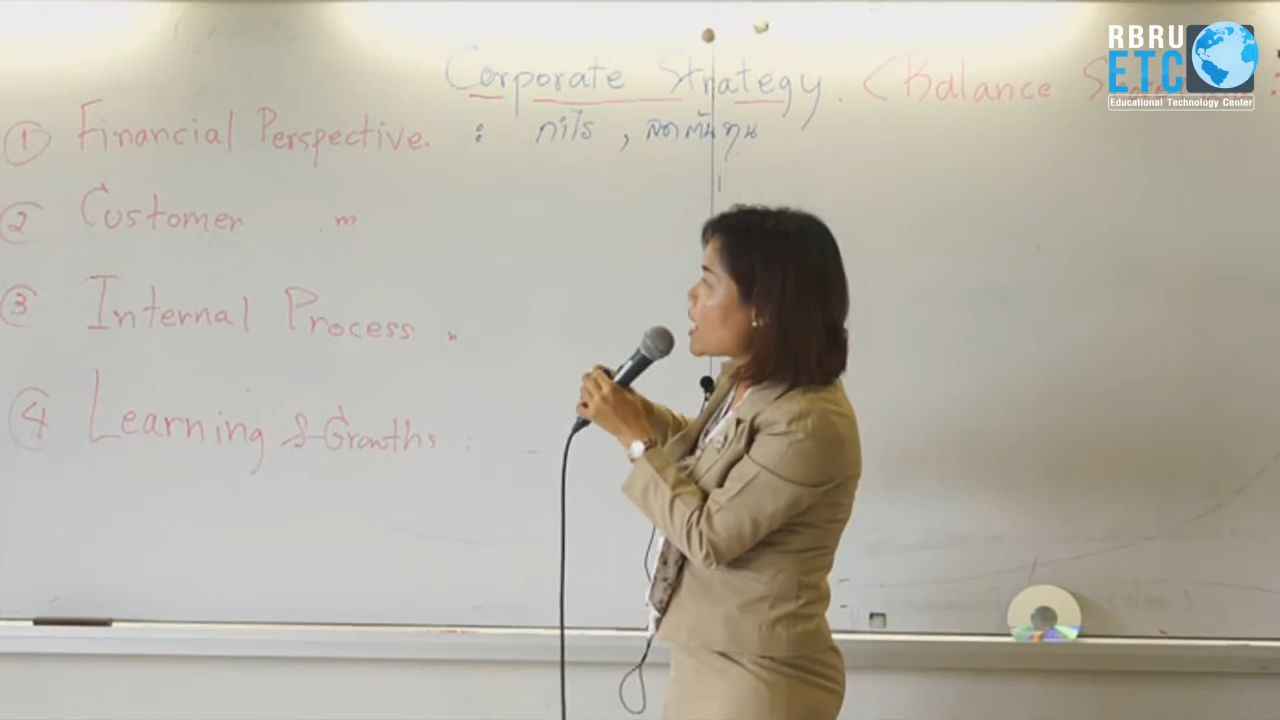 RBRU
ETC
Educational Technology Center
Corporate Strategy. (Balance
① Financial Perspective. : กำไร , ลดต้นทุน
② Customer "
③ Internal Process "
④ Learning & Growths :